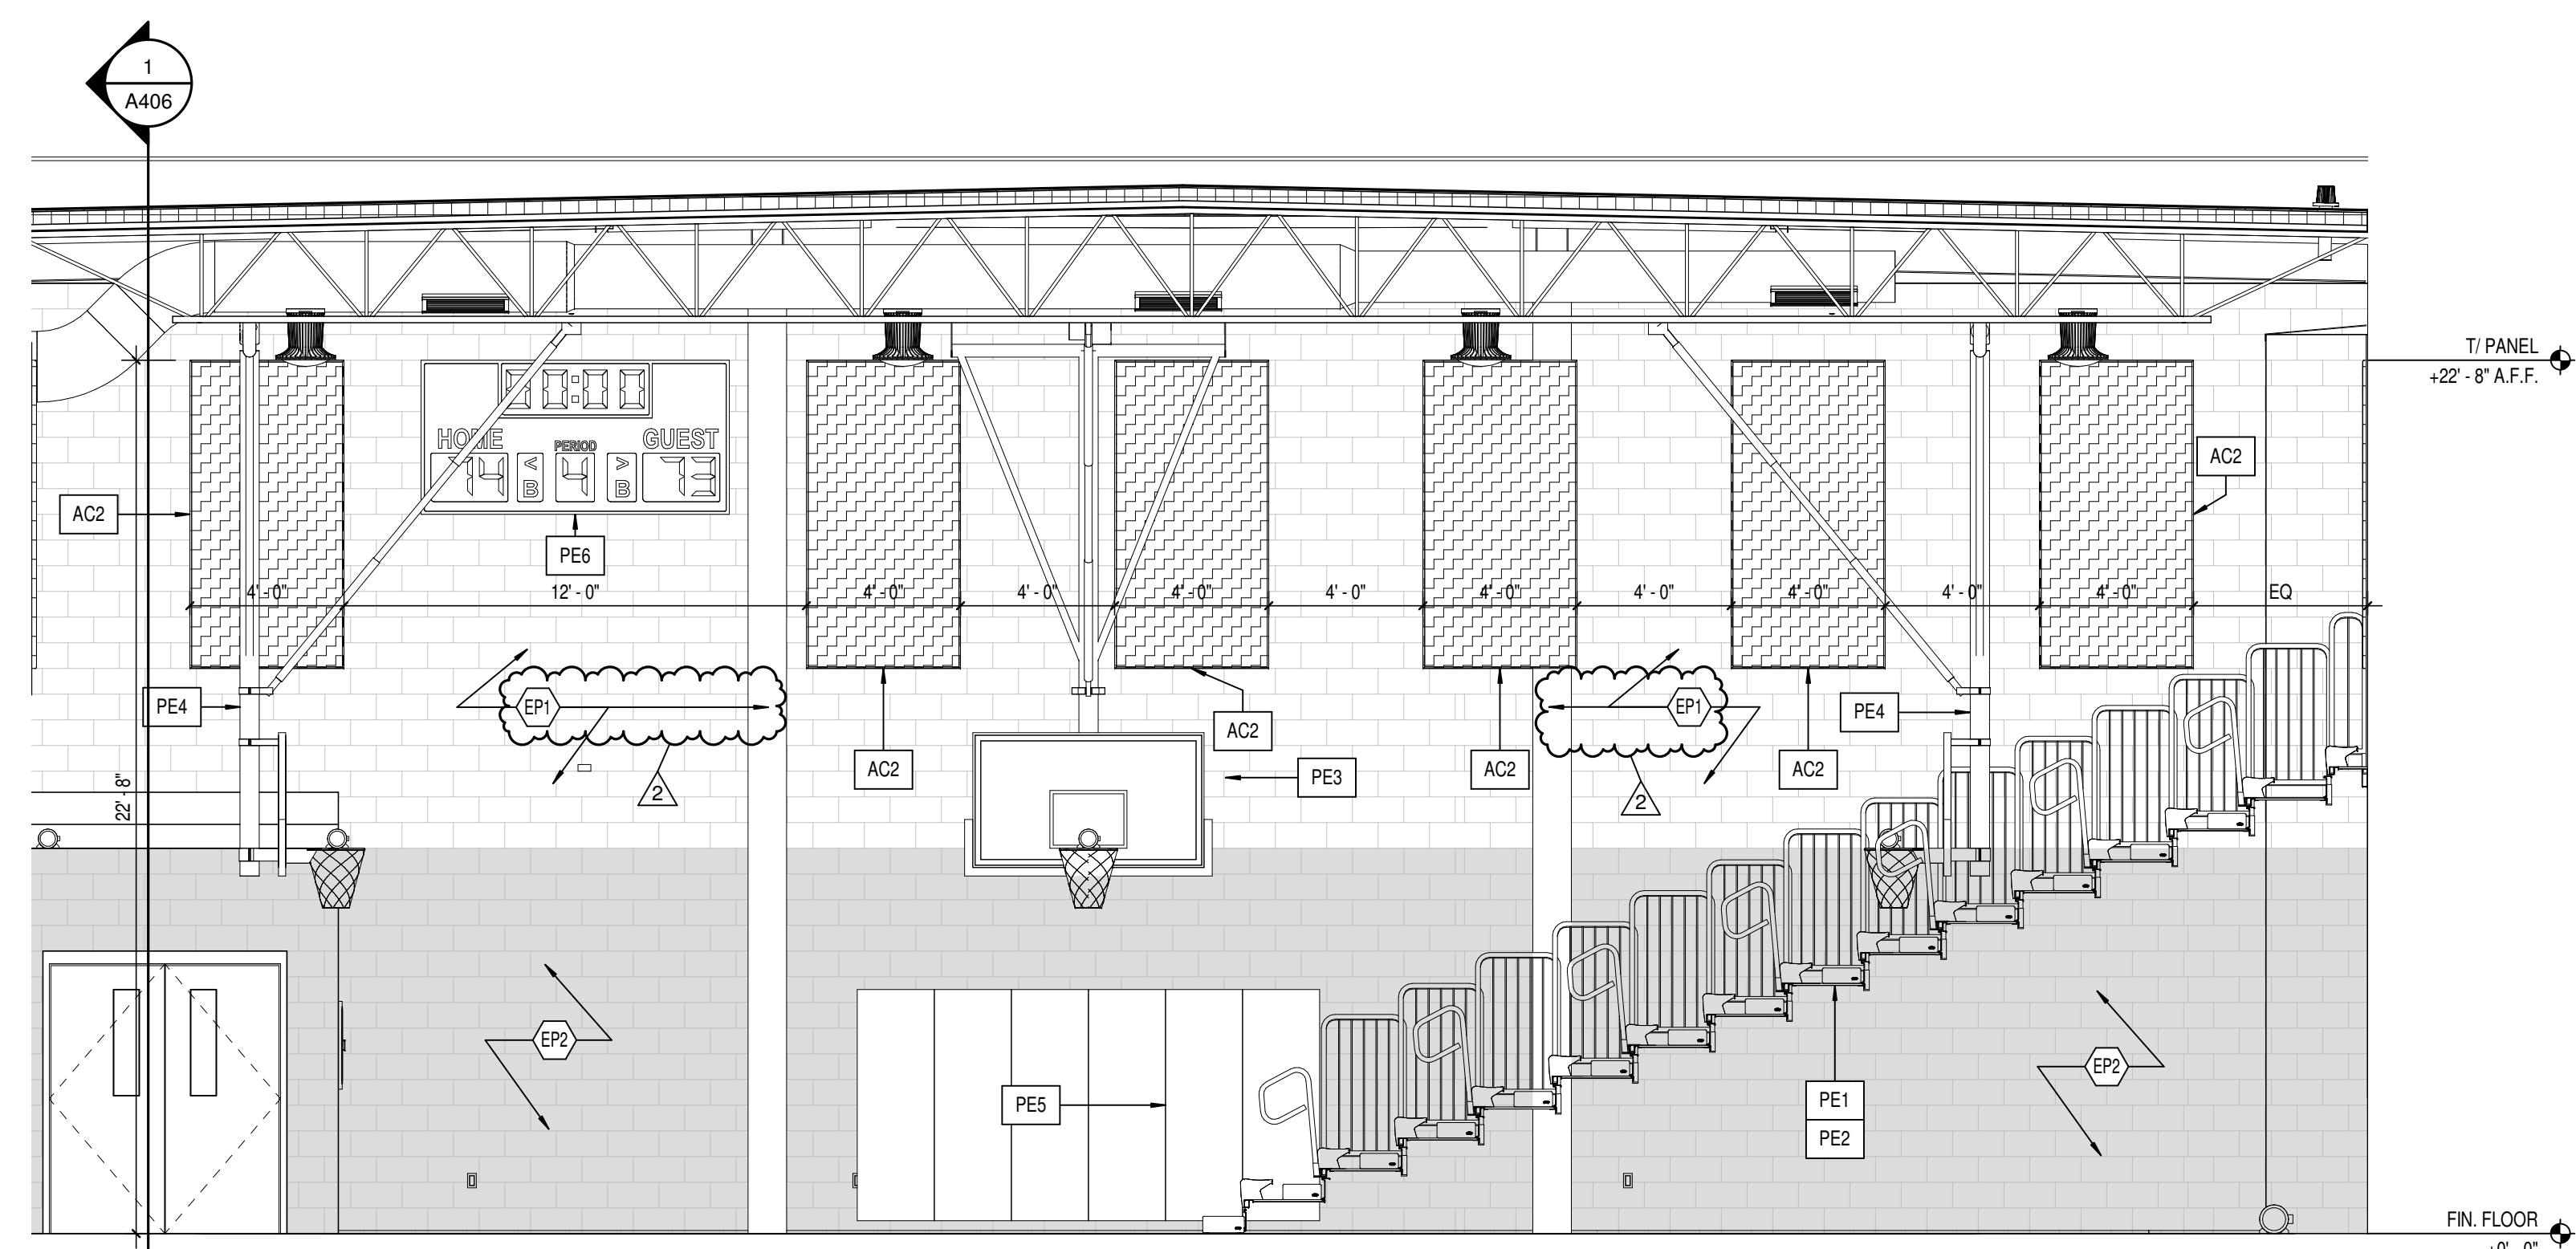 1
A406
T/ PANEL
+22' - 8" A.F.F.
00:00
HOME
PERIOD
GUEST
74
<
B
4
>
B
73
AC2
AC2
PE6
4' - 0"
12' - 0"
4' - 0"
4' - 0"
4' - 0"
4' - 0"
4' - 0"
4' - 0"
4' - 0"
4' - 0"
4' - 0"
EQ
PE4
EP1
EP1
PE4
AC2
AC2
PE3
AC2
AC2
2
2
22' - 8"
EP2
EP2
PE5
PE1
PE2
FIN. FLOOR
+0' - 0"